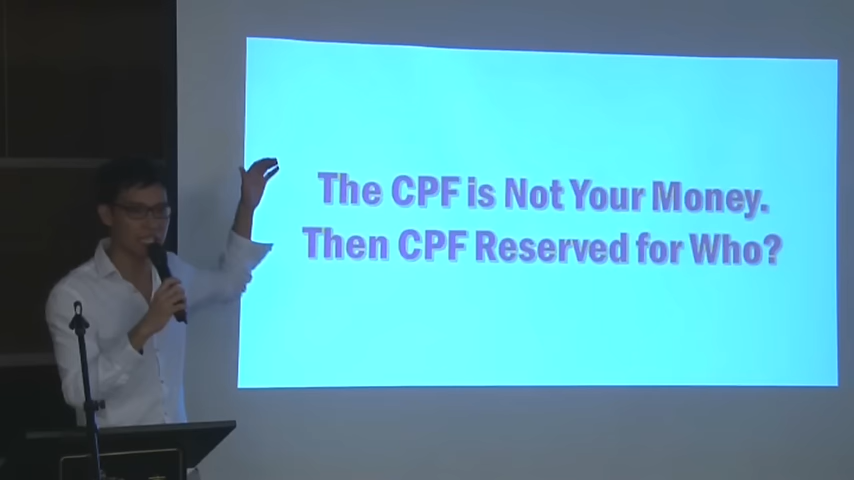 The CPF is Not Your Money.
Then CPF Reserved for Who?